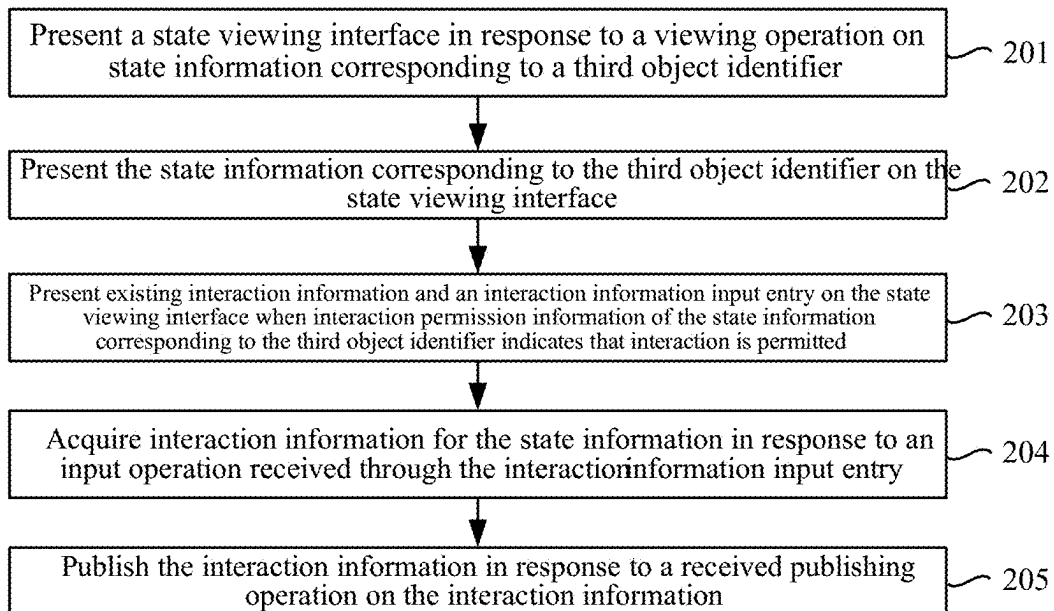 Present a state viewing interface in response to a viewing operation on
state information corresponding to a third object identifier
201
Present the state information corresponding to the third object identifier on the
state viewing interface
202
Present existing interaction information and an interaction information input entry on the state
viewing interface when interaction permission information of the state information
corresponding to the third object identifier indicates that interaction is permitted
203
Acquire interaction information for the state information in response to an
input operation received through the interactioninformation input entry
204
Publish the interaction information in response to a received publishing
operation on the interaction information
205